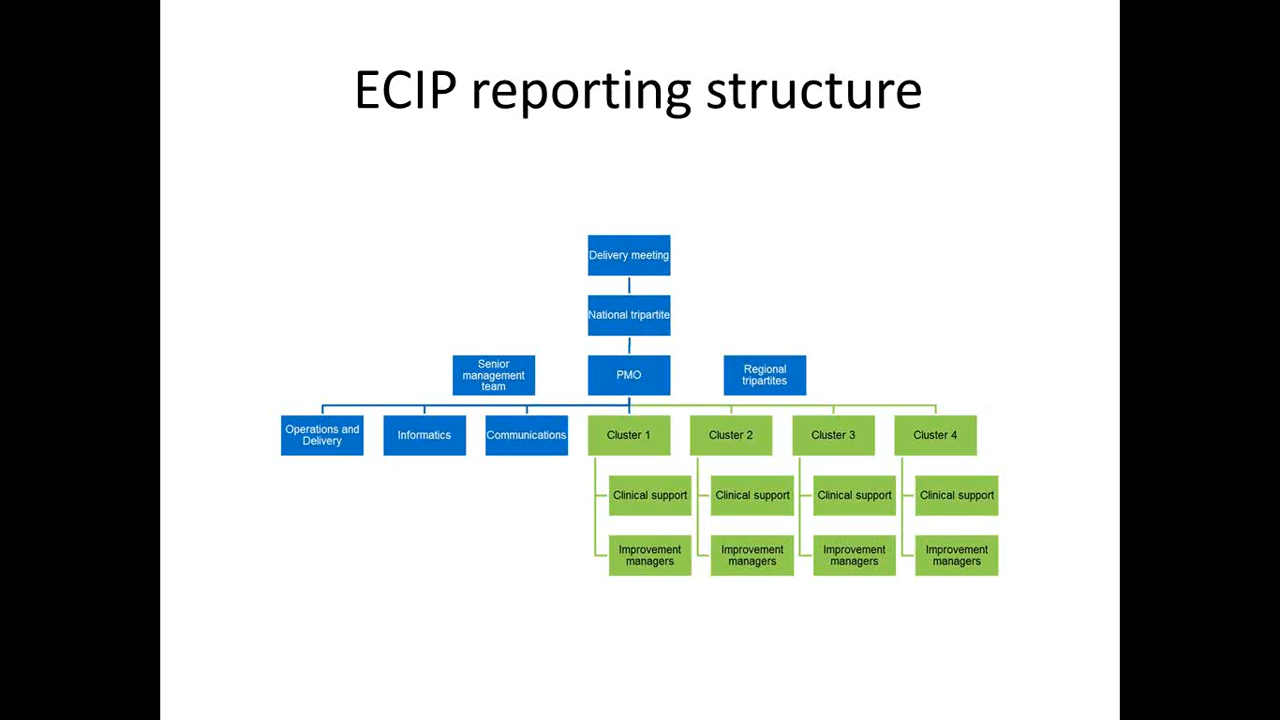 ECIP reporting structure
Delivery meeting
National tripartite
Senior
management
team
PMO
Regional
tripartites
Operations and
Delivery
Informatics
Communications
Cluster 1
Cluster 2
Cluster 3
Cluster 4
Clinical support
Clinical support
Clinical support
Clinical support
Improvement
managers
Improvement
managers
Improvement
managers
Improvement
managers